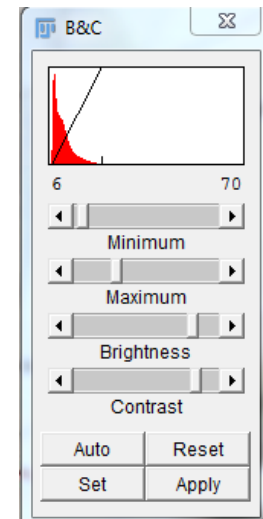 B&C
6 70
Minimum
Maximum
Brightness
Contrast
Auto Reset
Set Apply